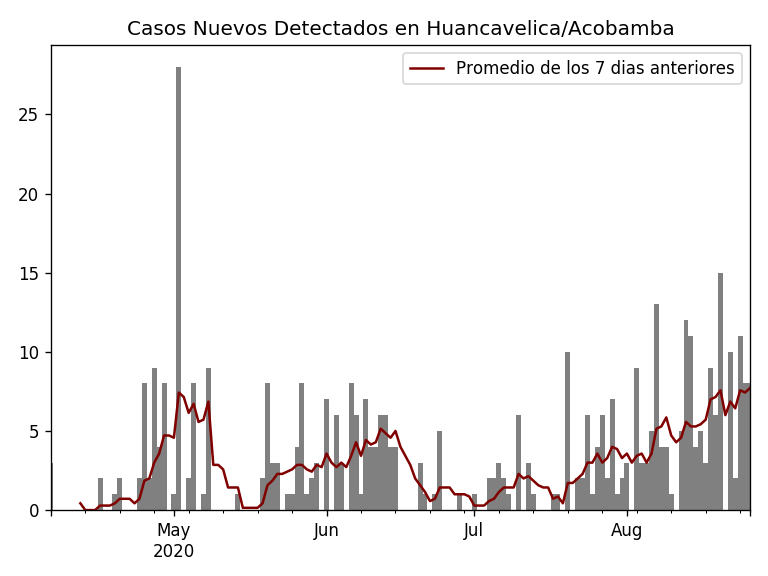 Casos Nuevos Detectados en Huancavelica/Acobamba
Promedio de los 7 dias anteriores
25
20
15
10
5
0
May Jun Jul Aug
2020